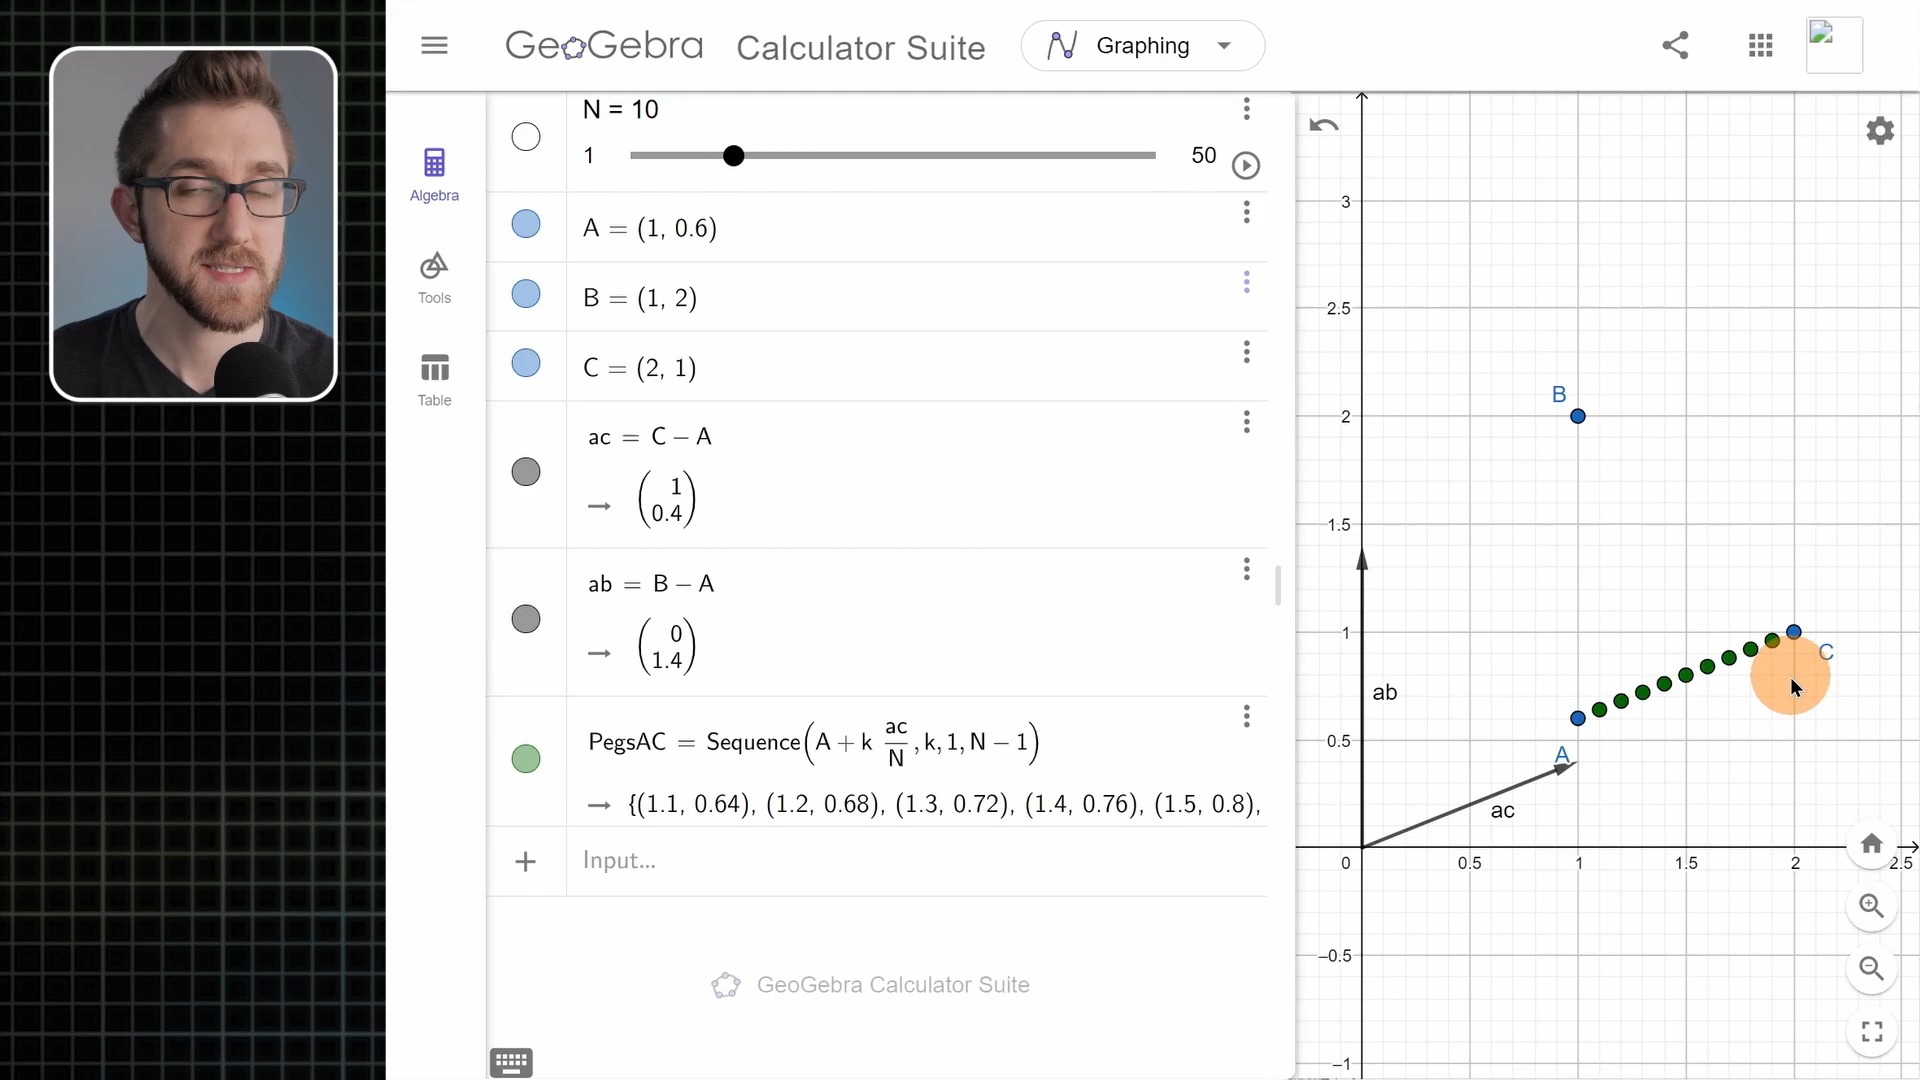 GeoGebra Calculator Suite Graphing
Algebra
Tools
Table
N = 10
1 50
A = (1, 0.6)
B = (1, 2)
C = (2, 1)
ac = C − A
→ (1 0.4)
ab = B − A
→ (0 1.4)
PegsAC = Sequence(A + k ac/N, k, 1, N − 1)
→ {(1.1, 0.64), (1.2, 0.68), (1.3, 0.72), (1.4, 0.76), (1.5, 0.8),
+ Input...
GeoGebra Calculator Suite
3
2.5
B
2
1.5
1
C
ab
0.5
A
ac
0 0.5 1 1.5 2 2.5
−0.5
−1